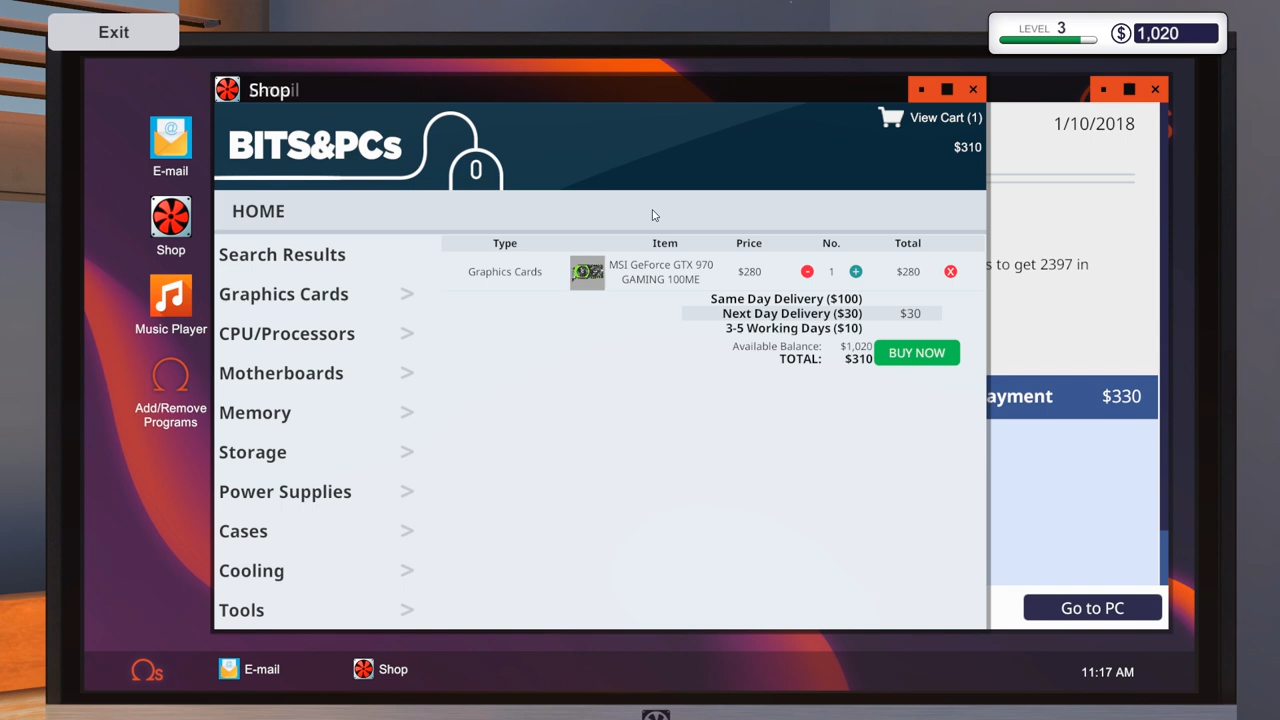 Exit
LEVEL 3
$ 1,020
Shop
il
BITS&PCs
View Cart (1)
$310
1/10/2018
HOME
E-mail
Shop
Music Player
Add/Remove
Programs
Search Results
Graphics Cards >
CPU/Processors >
Motherboards >
Memory >
Storage >
Power Supplies >
Cases >
Cooling >
Tools >
Type Item Price No. Total
Graphics Cards MSI GeForce GTX 970 $280 - 1 + $280 X
GAMING 100ME
Same Day Delivery ($100)
Next Day Delivery ($30) $30
3-5 Working Days ($10)
Available Balance: $1,020
TOTAL: $310
BUY NOW
s to get 2397 in
ayment $330
Go to PC
Ωs
E-mail
Shop
11:17 AM